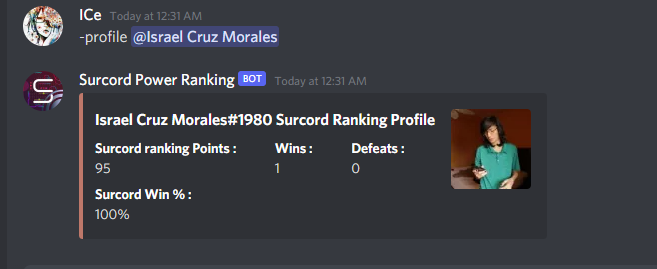 ICe Today at 12:31 AM
-profile @Israel Cruz Morales
Surcord Power Ranking BOT Today at 12:31 AM
Israel Cruz Morales#1980 Surcord Ranking Profile
Surcord ranking Points : Wins : Defeats :
95 1 0
Surcord Win % :
100%